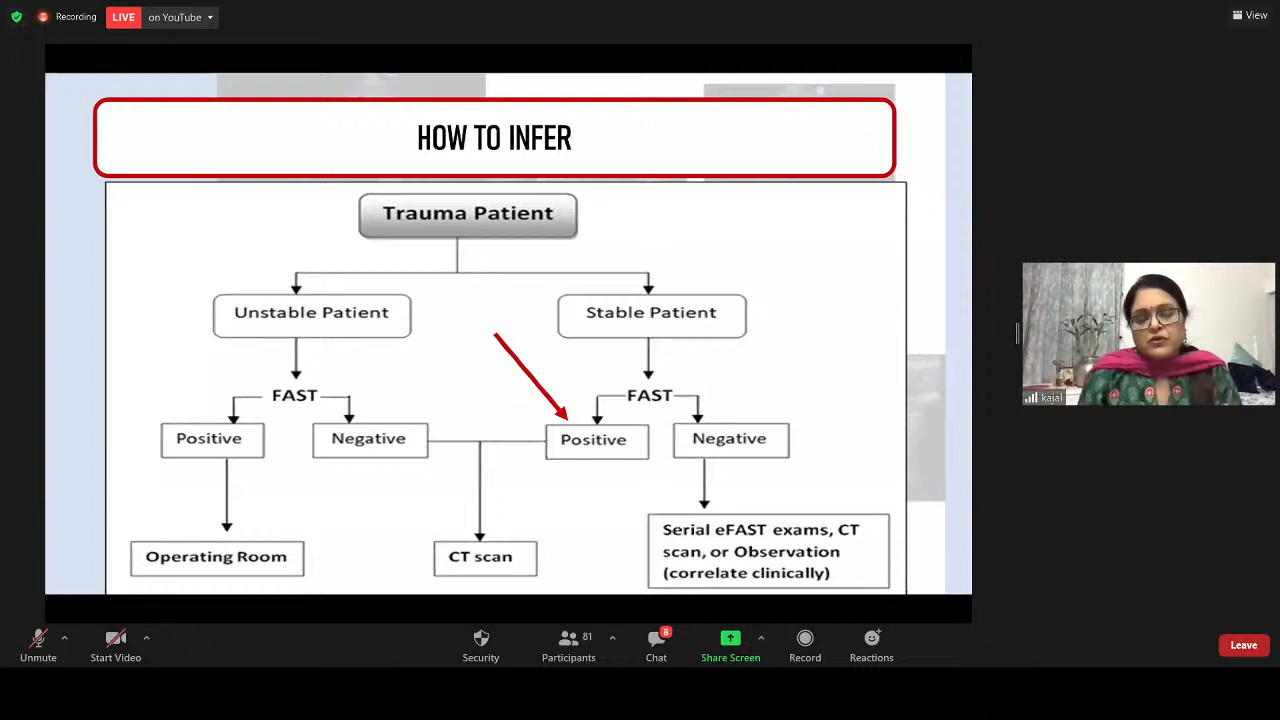 Recording
LIVE
on YouTube
View
HOW TO INFER
Trauma Patient
Unstable Patient
Stable Patient
FAST
FAST
Positive
Negative
Positive
Negative
Operating Room
CT scan
Serial eFAST exams, CT
scan, or Observation
(correlate clinically)
kajal
Unmute
Start Video
Security
81
Participants
8
Chat
Share Screen
Record
Reactions
Leave